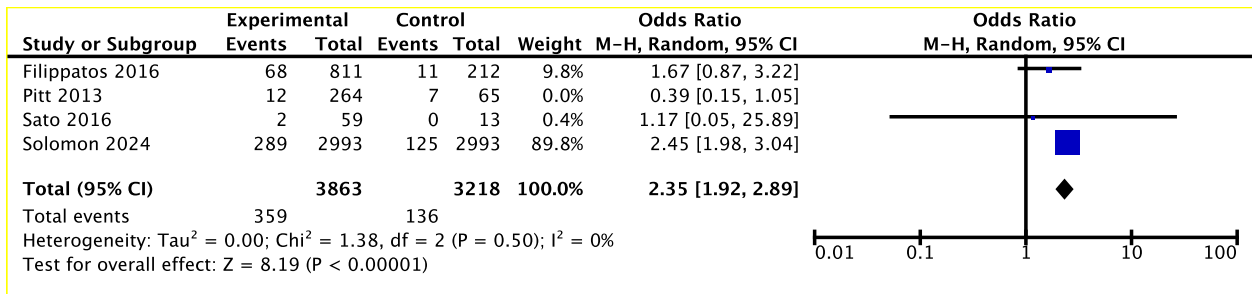 Experimental Control Odds Ratio Odds Ratio
Study or Subgroup Events Total Events Total Weight M-H, Random, 95% CI M-H, Random, 95% CI
Filippatos 2016 68 811 11 212 9.8% 1.67 [0.87, 3.22]
Pitt 2013 12 264 7 65 0.0% 0.39 [0.15, 1.05]
Sato 2016 2 59 0 13 0.4% 1.17 [0.05, 25.89]
Solomon 2024 289 2993 125 2993 89.8% 2.45 [1.98, 3.04]
Total (95% CI) 3863 3218 100.0% 2.35 [1.92, 2.89]
Total events 359 136
Heterogeneity: Tau² = 0.00; Chi² = 1.38, df = 2 (P = 0.50); I² = 0%
Test for overall effect: Z = 8.19 (P < 0.00001)
0.01 0.1 1 10 100